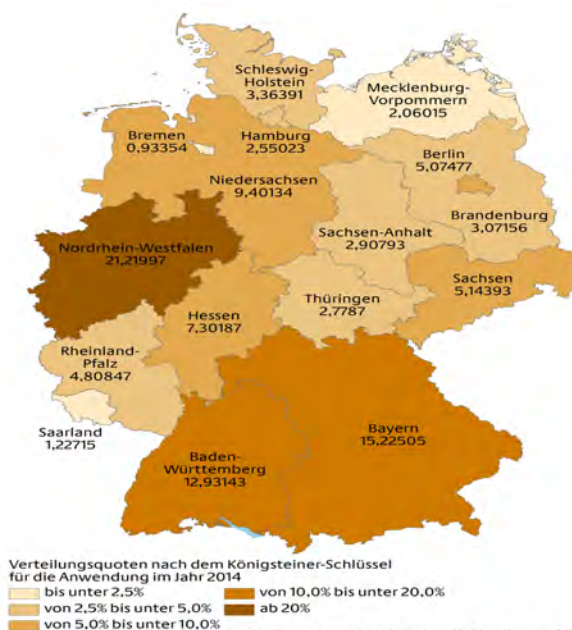 Schleswig-
Holstein
3,36391
Mecklenburg-
Vorpommern
2,06015
Bremen
0,93354
Hamburg
2,55023
Berlin
5,07477
Niedersachsen
9,40134
Brandenburg
3,07156
Sachsen-Anhalt
2,90793
Nordrhein-Westfalen
21,21997
Sachsen
5,14393
Hessen
7,30187
Thüringen
2,7787
Rheinland-
Pfalz
4,80847
Saarland
1,22715
Bayern
15,22505
Baden-
Württemberg
12,93143
Verteilungsquoten nach dem Königsteiner-Schlüssel
für die Anwendung im Jahr 2014
bis unter 2,5%
von 2,5% bis unter 5,0%
von 5,0% bis unter 10,0%
von 10,0% bis unter 20,0%
ab 20%